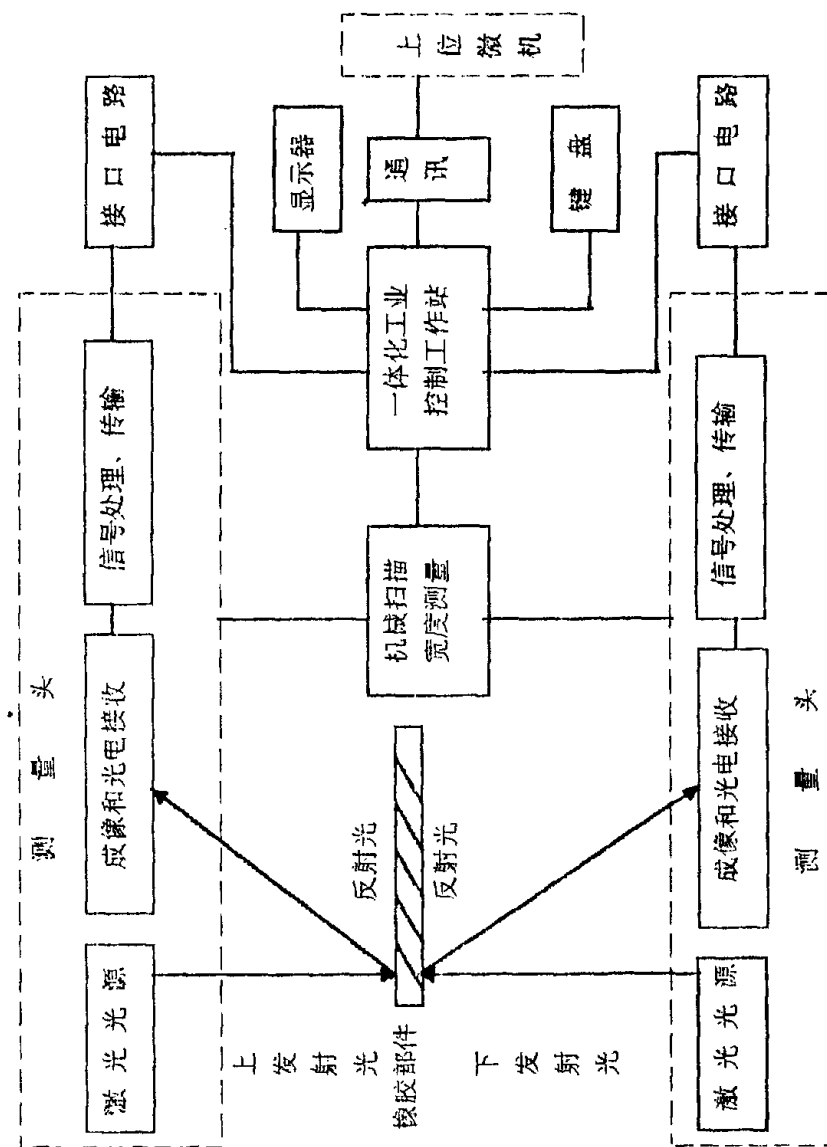 测量头
激光光源
成像和光电接收
信号处理、传输
接口电路
上发射光
反射光
显示器
橡胶部件
机械扫描
宽度测量
一体化工业
控制工作站
通讯
上位微机
反射光
下发射光
键盘
激光光源
成像和光电接收
信号处理、传输
接口电路
测量头